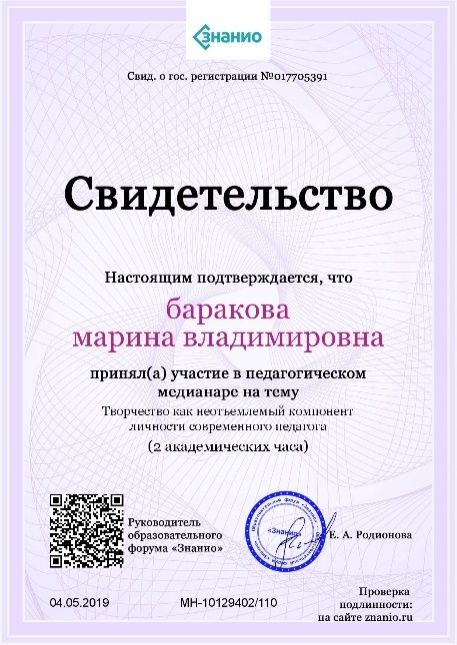 Знанио
Свид. о гос. регистрации №017705391
Свидетельство
Настоящим подтверждается, что
баракова
марина владимировна
принял(а) участие в педагогическом
медианаре на тему
Творчество как неотъемлемый компонент
личности современного педагога
(2 академических часа)
Руководитель
образовательного
форума «Знанио»
«Знанио»
Е. А. Родионова
04.05.2019
МН-10129402/110
Проверка
подлинности:
на сайте znanio.ru